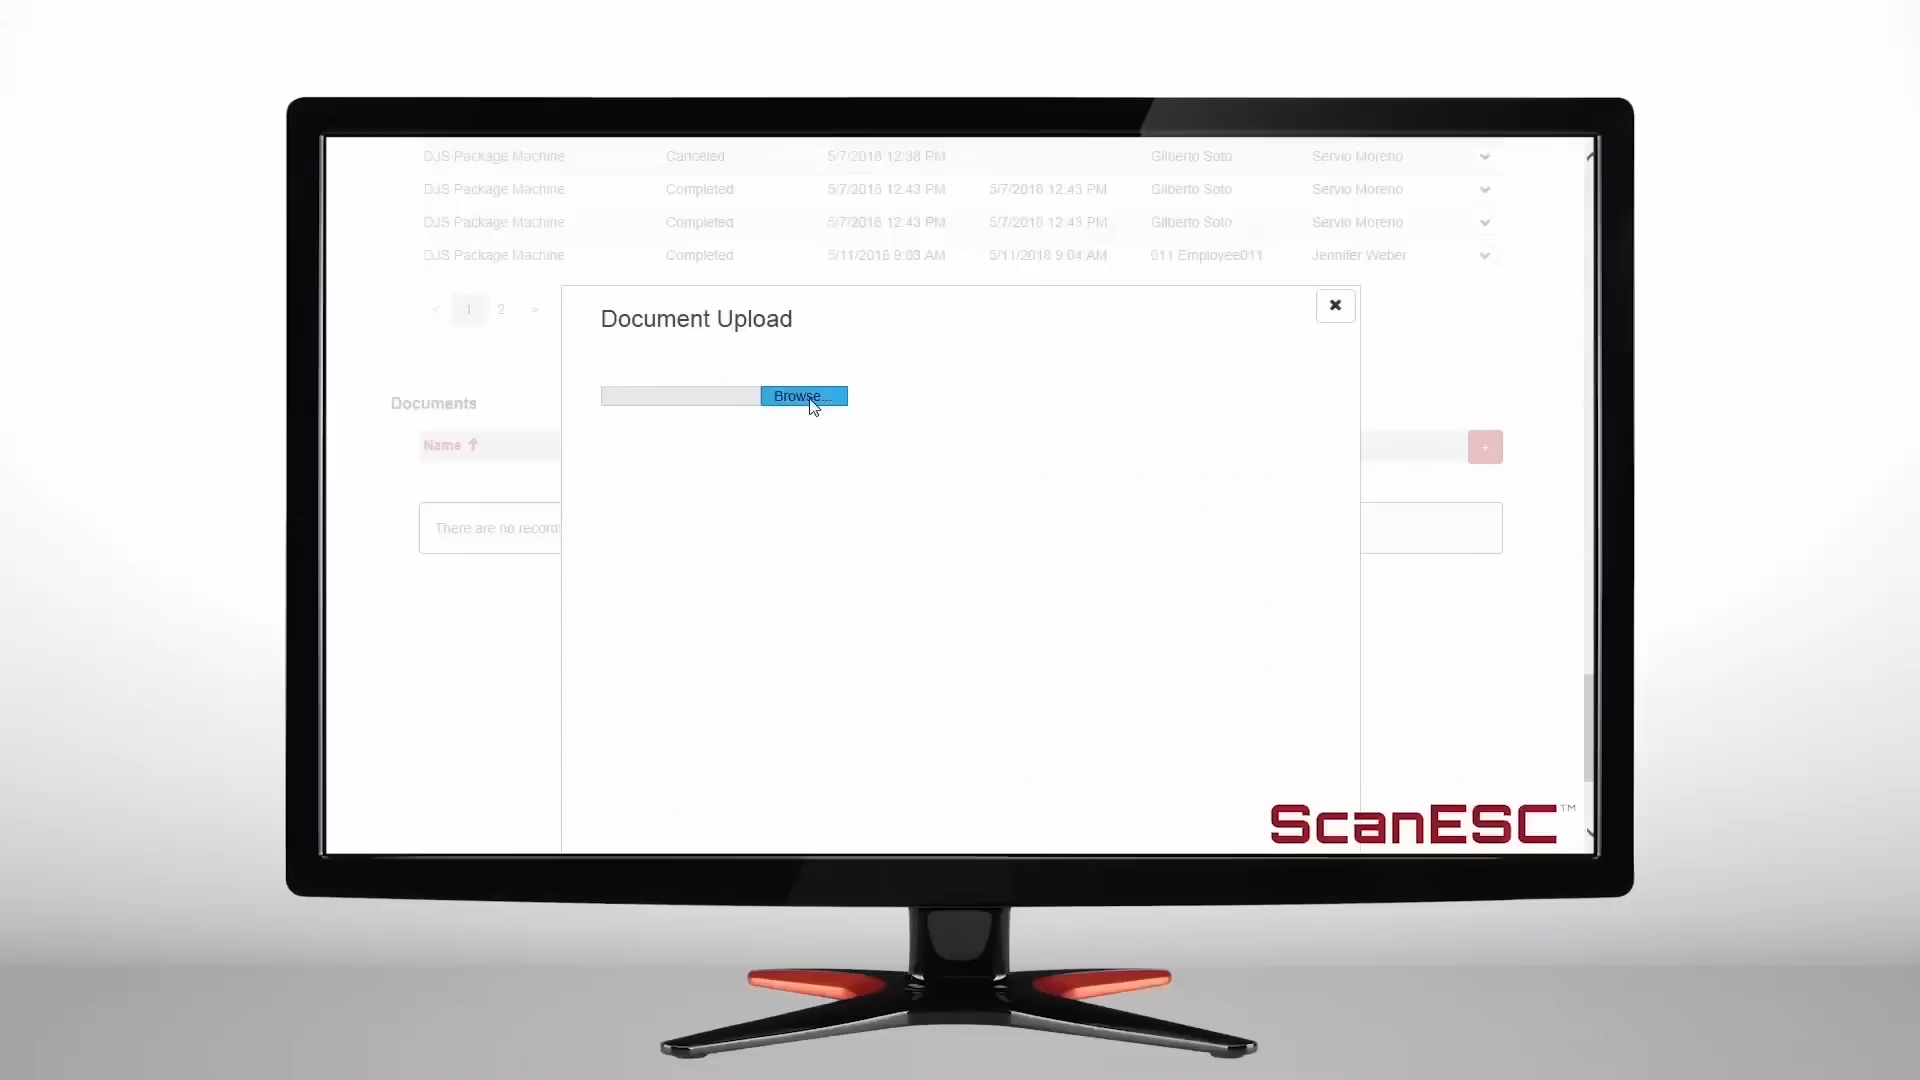 DJS Package Machine Canceled 5/7/2018 12:38 PM Gilberto Soto Servio Moreno
DJS Package Machine Completed 5/7/2018 12:43 PM 5/7/2018 12:43 PM Gilberto Soto Servio Moreno
DJS Package Machine Completed 5/7/2018 12:43 PM 5/7/2018 12:43 PM Gilberto Soto Servio Moreno
DJS Package Machine Completed 5/11/2018 9:03 AM 5/11/2018 9:04 AM 011 Employee011 Jennifer Weber
< 1 2 >
Document Upload
Browse...
Documents
Name
+
There are no record
ScanESC™